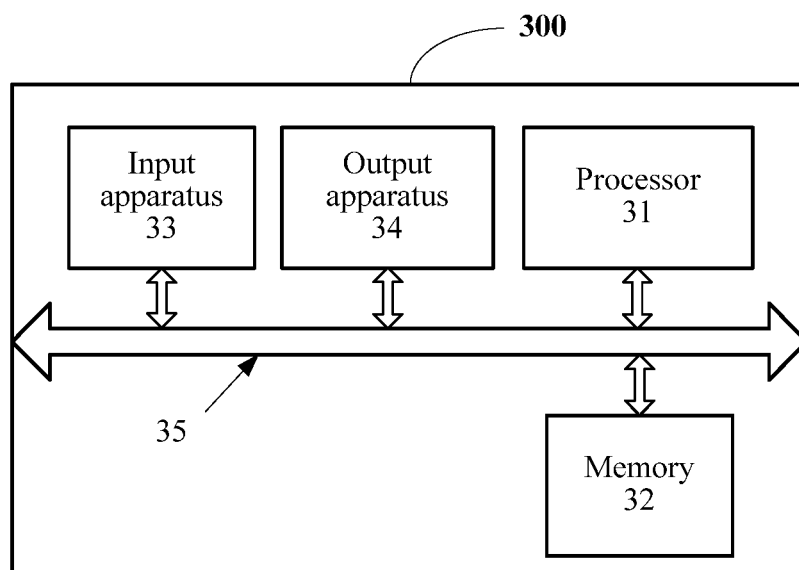 300
Input
apparatus
33
Output
apparatus
34
Processor
31
35
Memory
32